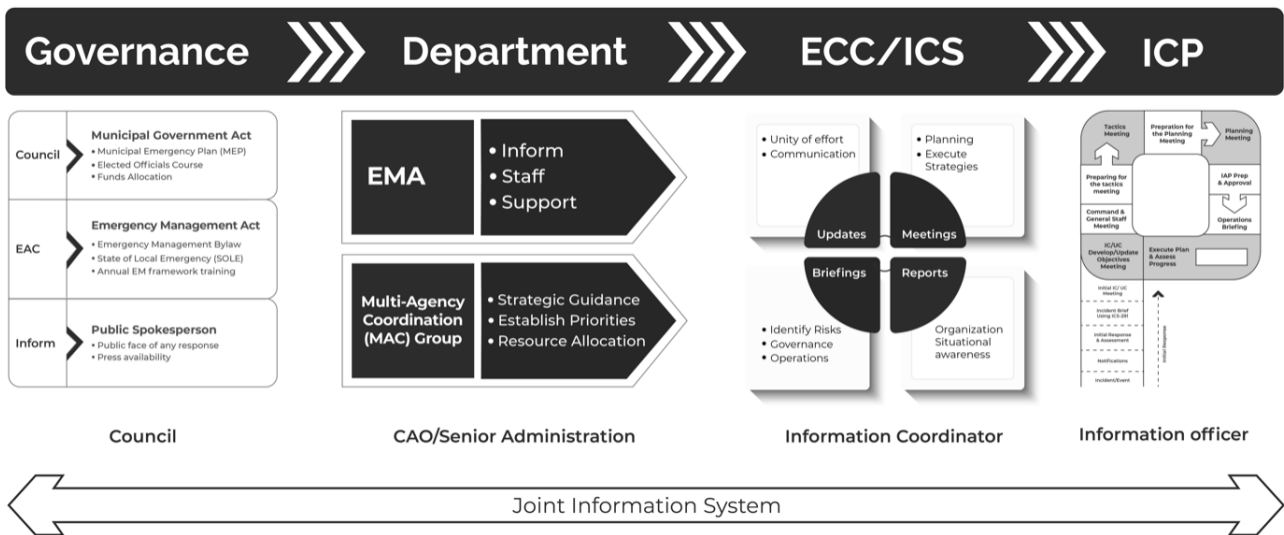 Governance
Department
ECC/ICS
ICP
Council
Municipal Government Act
• Municipal Emergency Plan (MEP)
• Elected Officials Course
• Funds Allocation
EAC
Emergency Management Act
• Emergency Management Bylaw
• State of Local Emergency (SOLE)
• Annual EM framework training
Inform
Public Spokesperson
• Public face of any response
• Press availability
Council
EMA
• Inform
• Staff
• Support
Multi-Agency
Coordination
(MAC) Group
• Strategic Guidance
• Establish Priorities
• Resource Allocation
CAO/Senior Administration
• Unity of effort
• Communication
• Planning
• Execute
Strategies
Updates
Meetings
Briefings
Reports
• Identify Risks
• Governance
• Operations
Organization
Situational
awareness
Information Coordinator
Tactics
Meeting
Preparation for
the Planning
Meeting
Planning
Meeting
Preparing for
the tactics
meeting
IAP Prep
& Approval
Command &
General Staff
Meeting
Operations
Briefing
IC/UC
Develop/Update
Objectives
Meeting
Execute Plan
& Assess
Progress
Initial IC/ UC
Meeting
Incident Brief
Using ICS-201
Initial Response
& Assessment
Notifications
Incident/Event
Initial Response
Information officer
Joint Information System